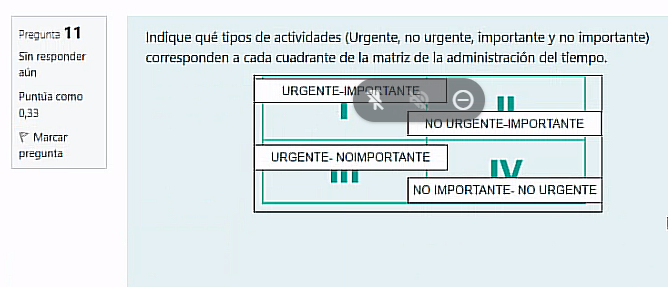 Pregunta 11
Sin responder
aún
Puntúa como
0,33
Marcar
pregunta
Indique qué tipos de actividades (Urgente, no urgente, importante y no importante)
corresponden a cada cuadrante de la matriz de la administración del tiempo.
URGENTE-IMPORTANTE
I
II
NO URGENTE-IMPORTANTE
URGENTE- NOIMPORTANTE
III
IV
NO IMPORTANTE- NO URGENTE